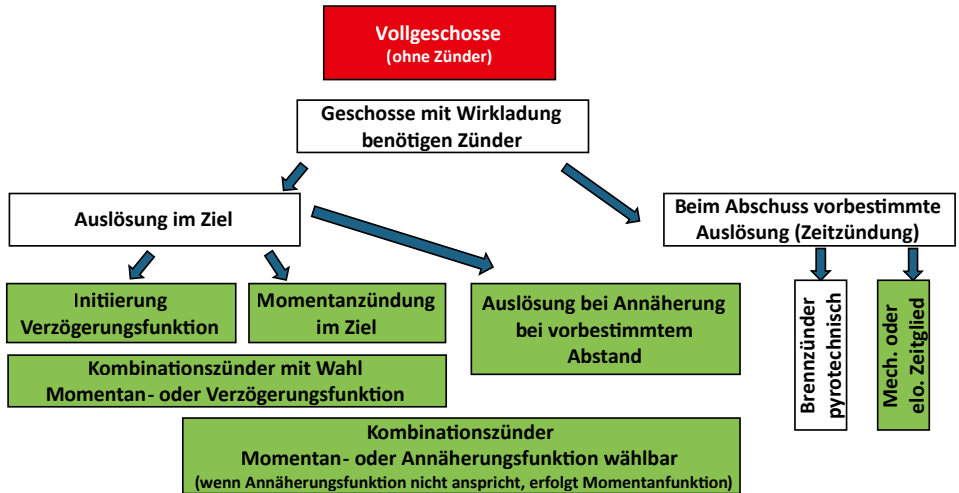 Vollgeschosse
(ohne Zünder)
Geschosse mit Wirkladung
benötigen Zünder
Auslösung im Ziel
Beim Abschuss vorbestimmte
Auslösung (Zeitzündung)
Initiierung
Verzögerungsfunktion
Momentanzündung
im Ziel
Auslösung bei Annäherung
bei vorbestimmtem
Abstand
Brennzünder
pyrotechnisch
Mech. oder
elo. Zeitglied
Kombinationszünder mit Wahl
Momentan- oder Verzögerungsfunktion
Kombinationszünder
Momentan- oder Annäherungsfunktion wählbar
(wenn Annäherungsfunktion nicht anspricht, erfolgt Momentanfunktion)